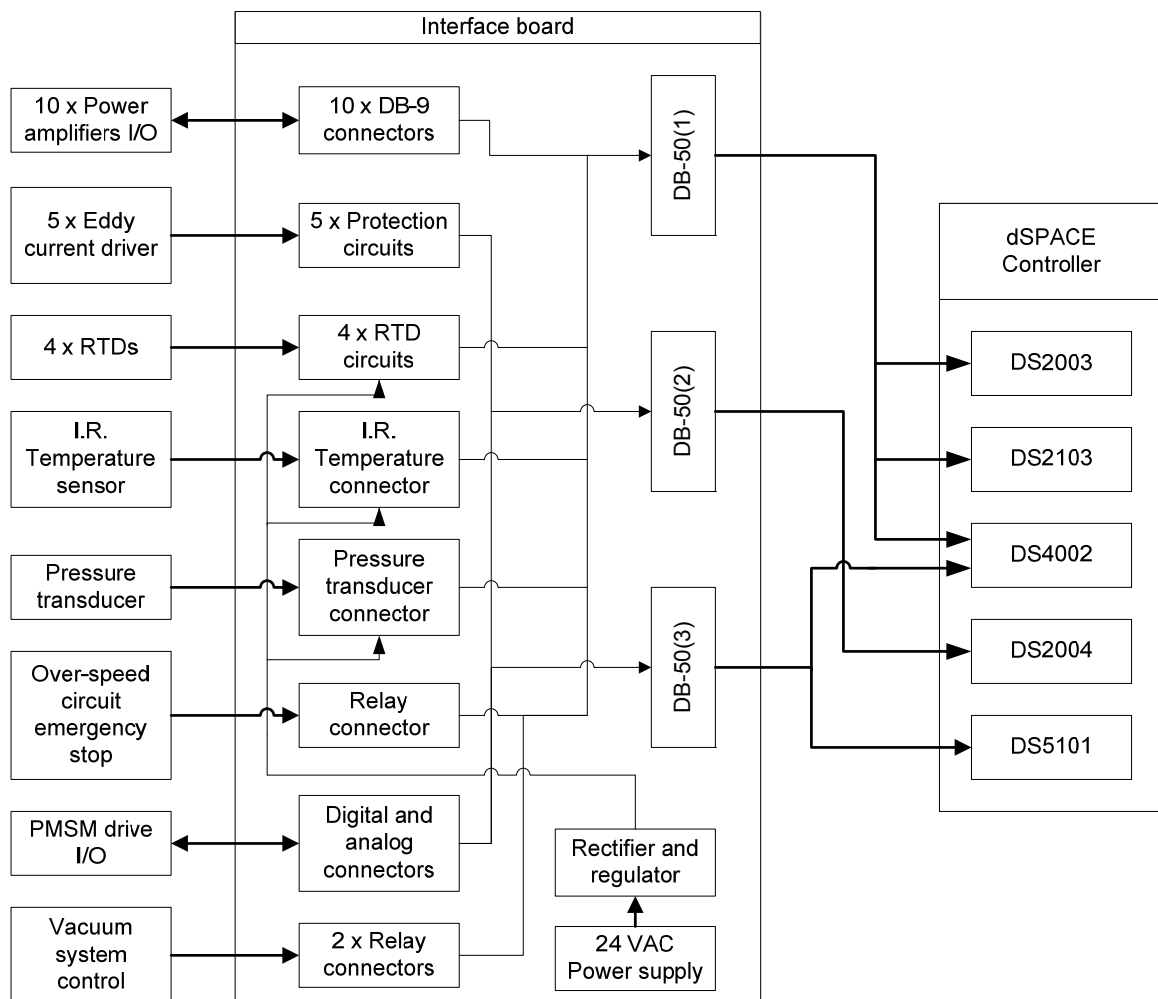 Interface board
10 x Power
amplifiers I/O
10 x DB-9
connectors
DB-50(1)
5 x Eddy
current driver
5 x Protection
circuits
dSPACE
Controller
4 x RTDs
4 x RTD
circuits
DB-50(2)
DS2003
I.R.
Temperature
sensor
I.R.
Temperature
connector
DS2103
Pressure
transducer
Pressure
transducer
connector
DS4002
Over-speed
circuit
emergency
stop
Relay
connector
DB-50(3)
DS2004
DS5101
PMSM drive
I/O
Digital and
analog
connectors
Rectifier and
regulator
Vacuum
system
control
2 x Relay
connectors
24 VAC
Power supply